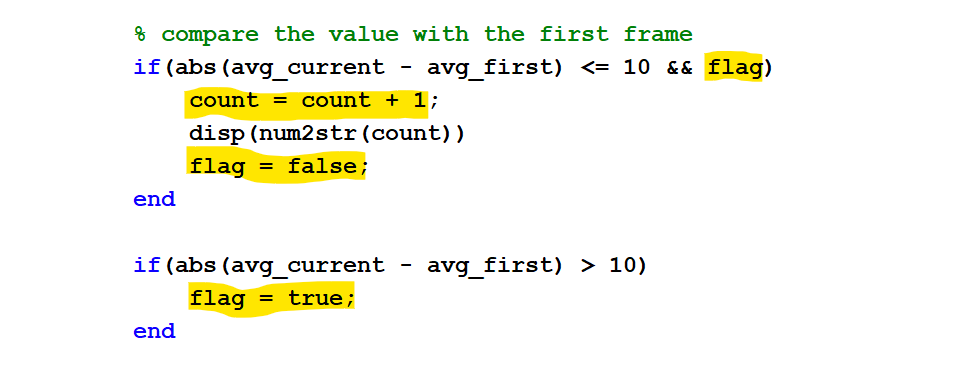 % compare the value with the first frame
if(abs(avg_current - avg_first) <= 10 && flag)
    count = count + 1;
    disp(num2str(count))
    flag = false;
end

if(abs(avg_current - avg_first) > 10)
    flag = true;
end